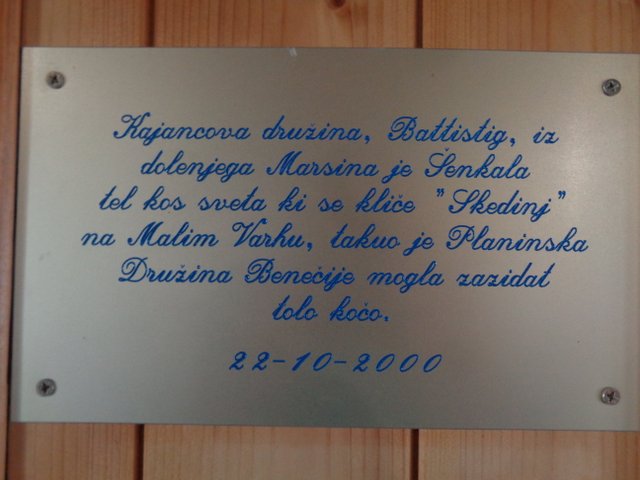 Kajancova družina, Battistig, iz
dolenjega Marsina je Šenkala
tel kos sveta ki se kliče "Skedinj"
na Malim Varhu, takuo je Planinska
Družina Benečije mogla zazidat
tolo kočo.
22-10-2000